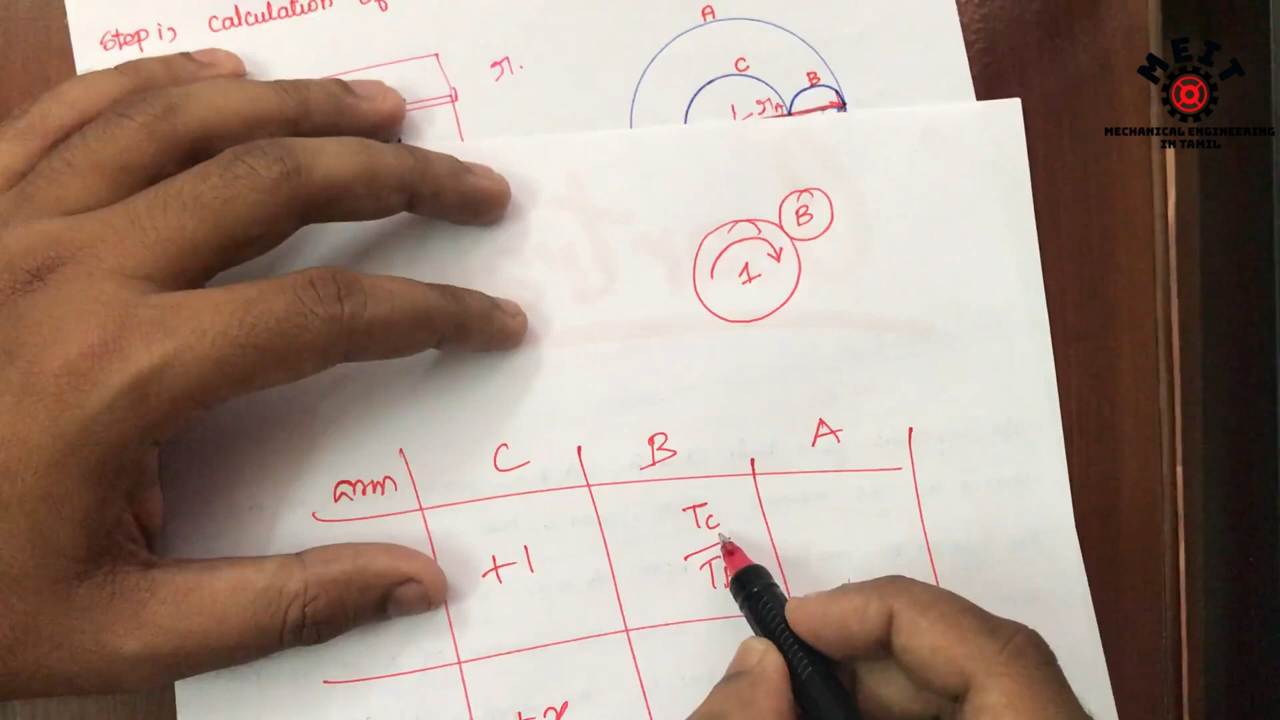 Step i, calculation of
r.
A
C
B
MEIT
MECHANICAL ENGINEERING
IN TAMIL
B
1
arm C B A
+1 Tc
+x